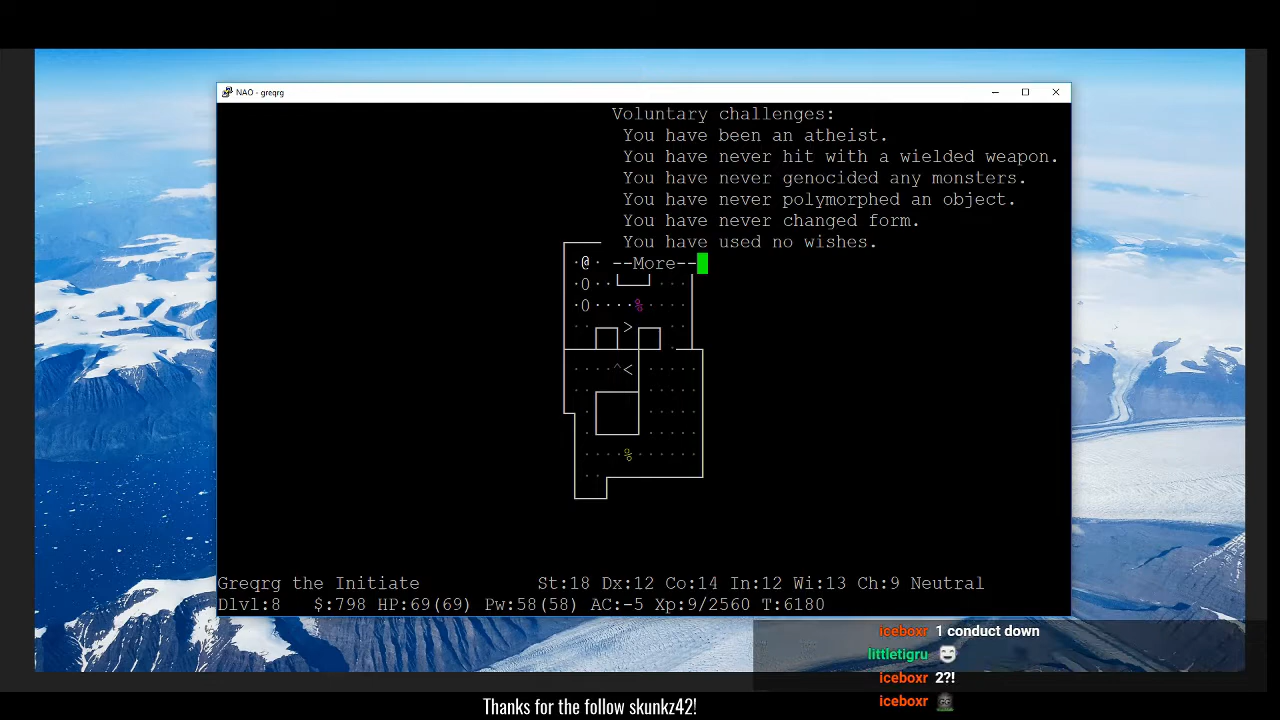 NAO - greqrg
Voluntary challenges:
You have been an atheist.
You have never hit with a wielded weapon.
You have never genocided any monsters.
You have never polymorphed an object.
You have never changed form.
You have used no wishes.
·@· --More--
·0··
·0····%····
·· > ··
····^<·····
%
Greqrg the Initiate St:18 Dx:12 Co:14 In:12 Wi:13 Ch:9 Neutral
Dlvl:8 $:798 HP:69(69) Pw:58(58) AC:-5 Xp:9/2560 T:6180
iceboxr 1 conduct down
littletigru
iceboxr 2?!
iceboxr
Thanks for the follow skunkz42!